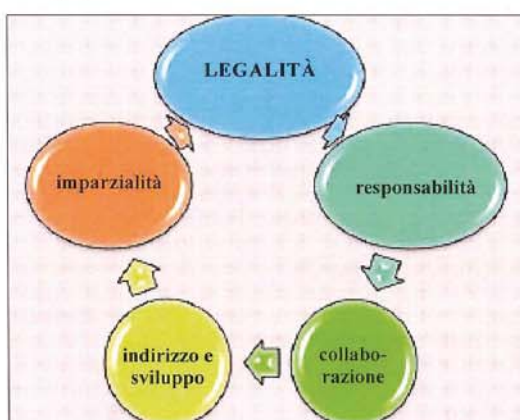 LEGALITÀ
imparzialità
responsabilità
indirizzo e
sviluppo
collabo-
razione